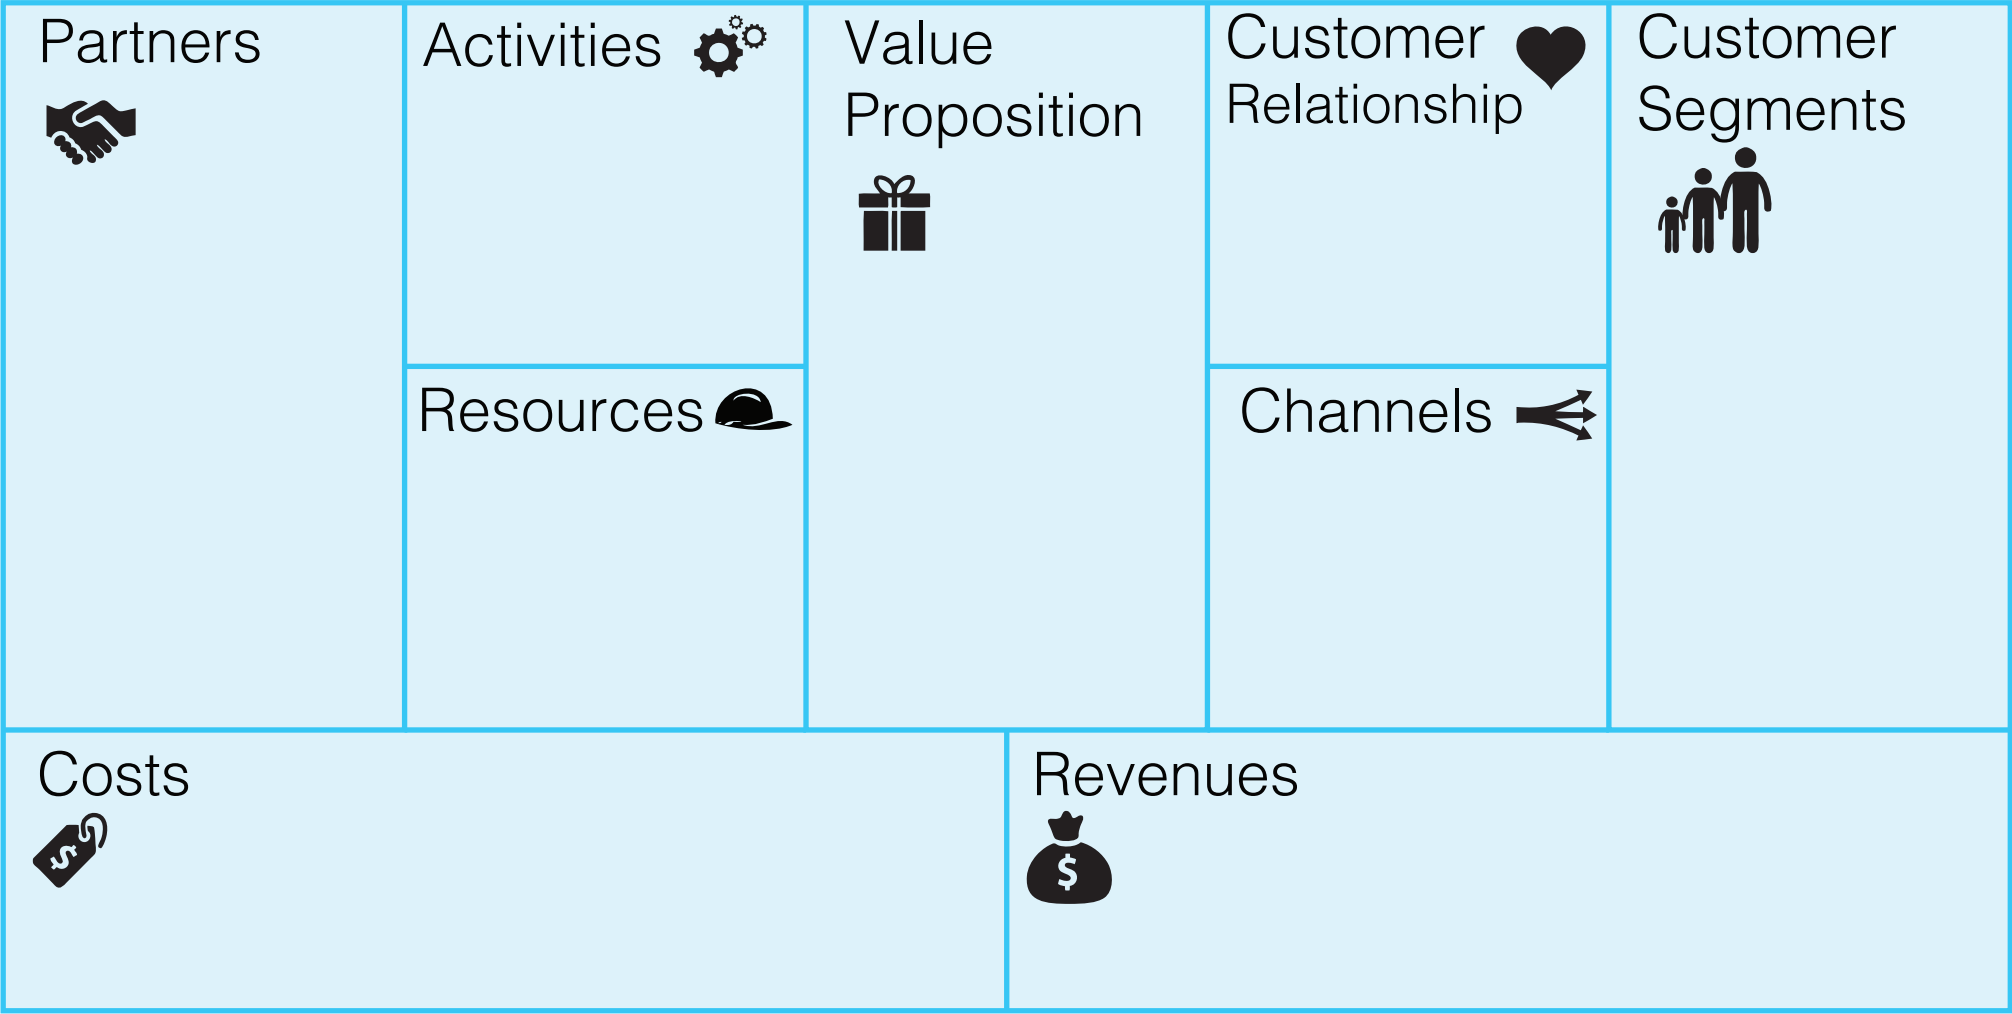 Partners
Activities
Value
Proposition
Customer
Relationship
Customer
Segments
Resources
Channels
Costs
$
Revenues
$